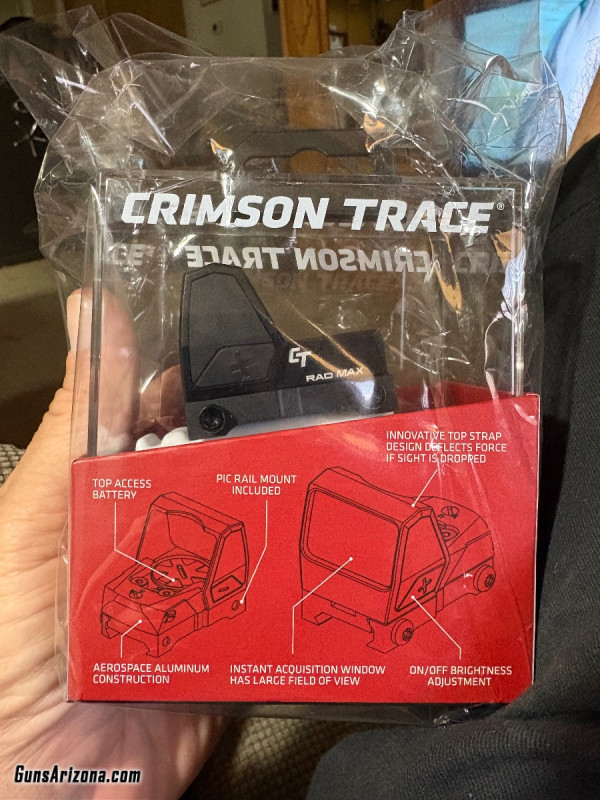 CRIMSON TRACE®
CRIMSON TRACE
CT
RAD MAX
INNOVATIVE TOP STRAP
DESIGN DEFLECTS FORCE
IF SIGHT IS DROPPED
TOP ACCESS
BATTERY
PIC RAIL MOUNT
INCLUDED
AEROSPACE ALUMINUM
CONSTRUCTION
INSTANT ACQUISITION WINDOW
HAS LARGE FIELD OF VIEW
ON/OFF BRIGHTNESS
ADJUSTMENT
GunsArizona.com